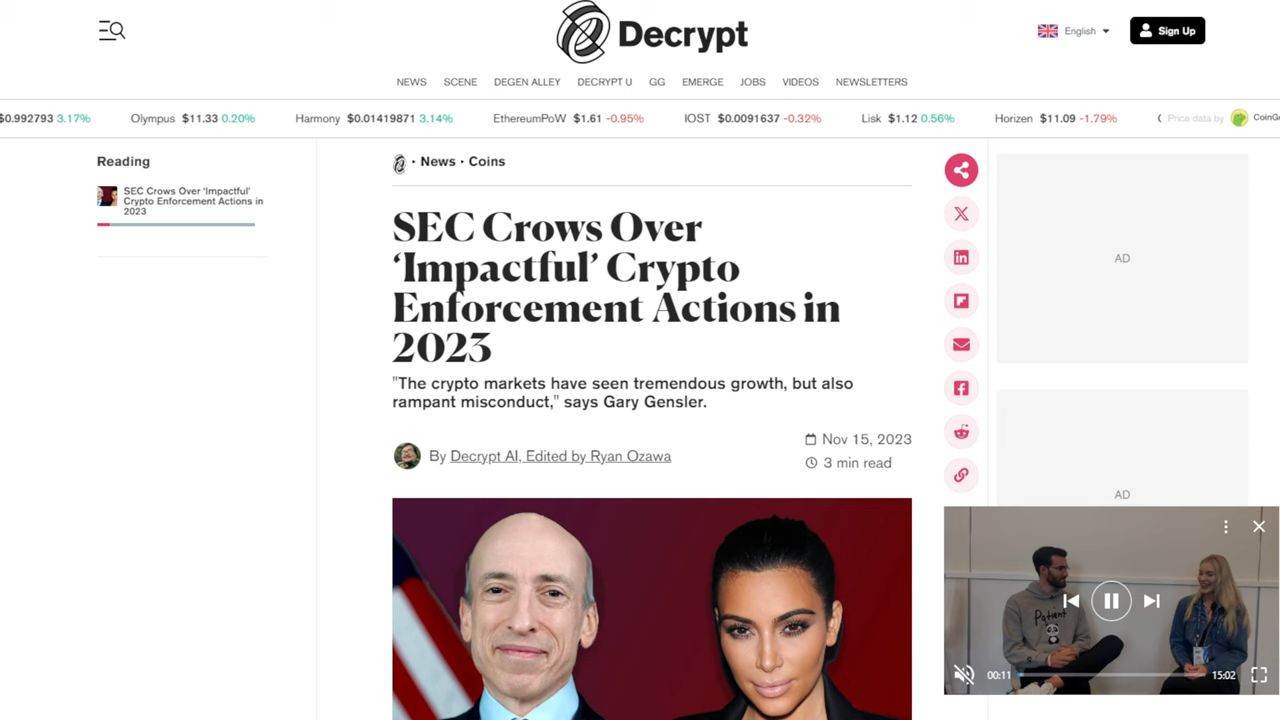 Decrypt
English
Sign Up
NEWS SCENE DEGEN ALLEY DECRYPT U GG EMERGE JOBS VIDEOS NEWSLETTERS
$0.992793 3.17% Olympus $11.33 0.20% Harmony $0.01419871 3.14% EthereumPoW $1.61 -0.95% IOST $0.0091637 -0.32% Lisk $1.12 0.56% Horizen $11.09 -1.79% Price data by
Reading
SEC Crows Over 'Impactful'
Crypto Enforcement Actions in
2023
· News · Coins
SEC Crows Over
‘Impactful’ Crypto
Enforcement Actions in
2023
"The crypto markets have seen tremendous growth, but also
rampant misconduct," says Gary Gensler.
By Decrypt AI, Edited by Ryan Ozawa
Nov 15, 2023
3 min read
AD
AD
Patient
00:11
15:02